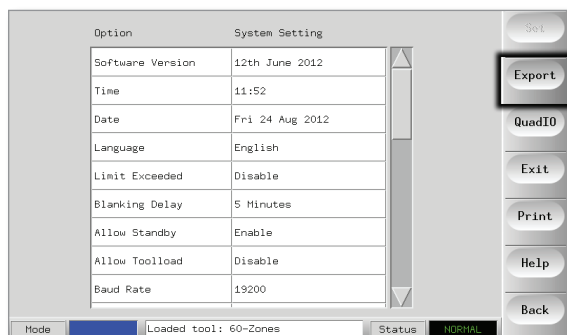 Option System Setting
Software Version 12th June 2012
Time 11:52
Date Fri 24 Aug 2012
Language English
Limit Exceeded Disable
Blanking Delay 5 Minutes
Allow Standby Enable
Allow Toolload Disable
Baud Rate 19200
Set
Export
QuadIO
Exit
Print
Help
Back
Mode Loaded tool: 60-Zones Status NORMAL